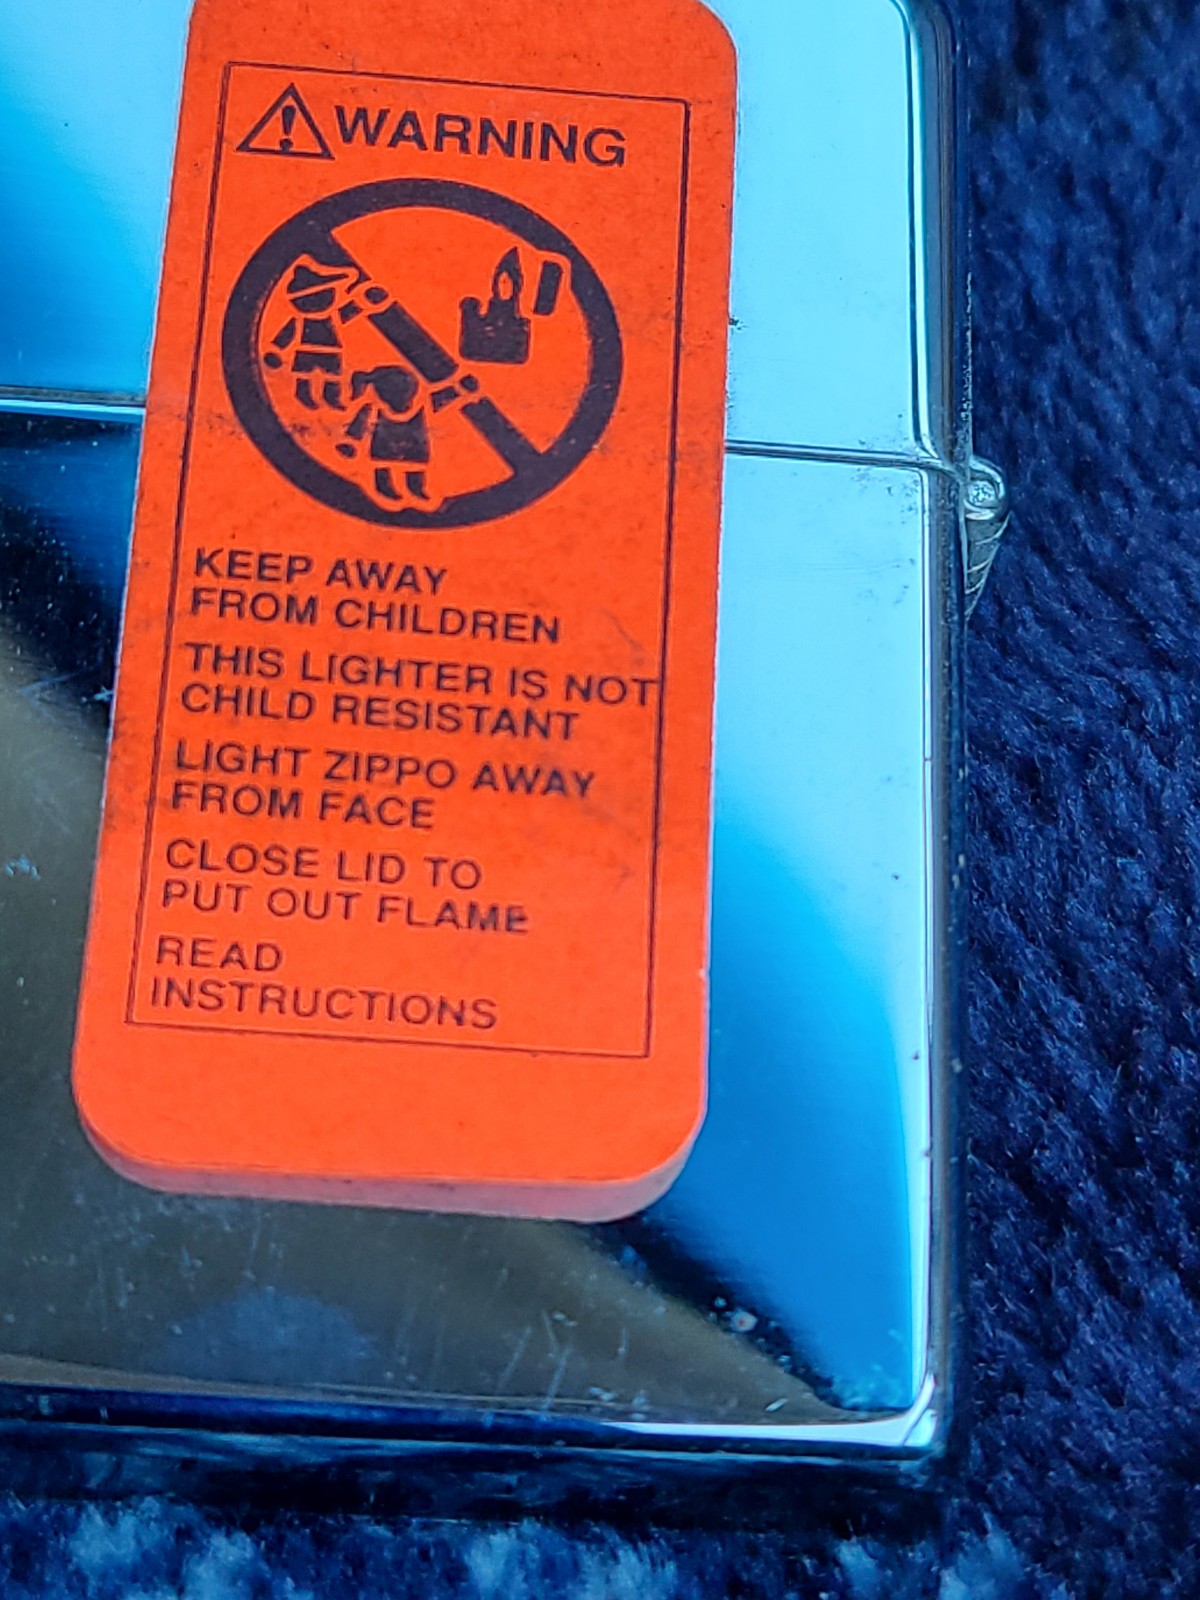 WARNING
KEEP AWAY
FROM CHILDREN
THIS LIGHTER IS NOT
CHILD RESISTANT
LIGHT ZIPPO AWAY
FROM FACE
CLOSE LID TO
PUT OUT FLAME
READ
INSTRUCTIONS